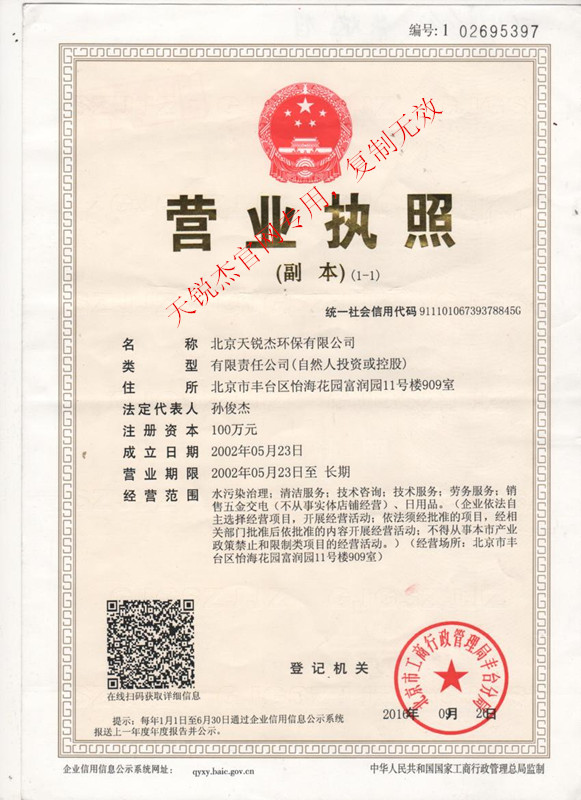 编号:1 02695397
营业执照
(副 本)(1-1)
天锐杰官网专用，复制无效
统一社会信用代码 91110106739378845G
名 称 北京天锐杰环保有限公司
类 型 有限责任公司(自然人投资或控股)
住 所 北京市丰台区怡海花园富润园11号楼909室
法定代表人 孙俊杰
注册资本 100万元
成立日期 2002年05月23日
营业期限 2002年05月23日至 长期
经营范围 水污染治理；清洁服务；技术咨询；技术服务；劳务服务；销
售五金交电（不从事实体店铺经营）、日用品。（企业依法自
主选择经营项目，开展经营活动；依法须经批准的项目，经相
关部门批准后依批准的内容开展经营活动；不得从事本市产业
政策禁止和限制类项目的经营活动。）（经营场所：北京市丰
台区怡海花园富润园11号楼909室）
在线扫码获取详细信息
登记机关
北京市工商行政管理局丰台分局
2016年 09月 26日
提示：每年1月1日至6月30日通过企业信用信息公示系统
报送上一年度年度报告并公示。
企业信用信息公示系统网址： qyxy.baic.gov.cn 中华人民共和国国家工商行政管理总局监制